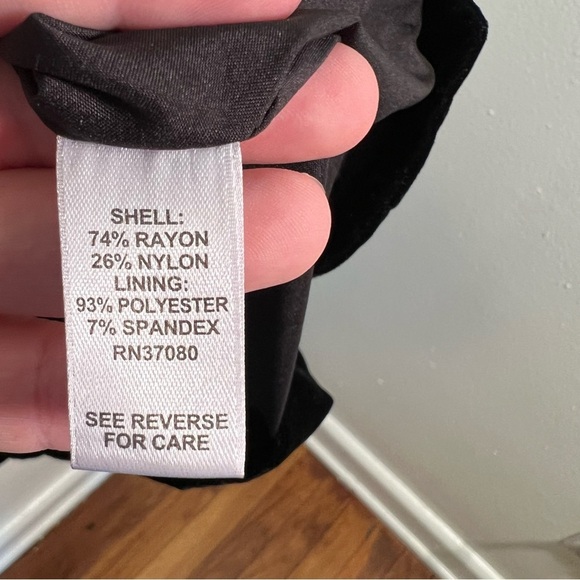 SHELL:
74% RAYON
26% NYLON
LINING:
93% POLYESTER
7% SPANDEX
RN37080
SEE REVERSE
FOR CARE